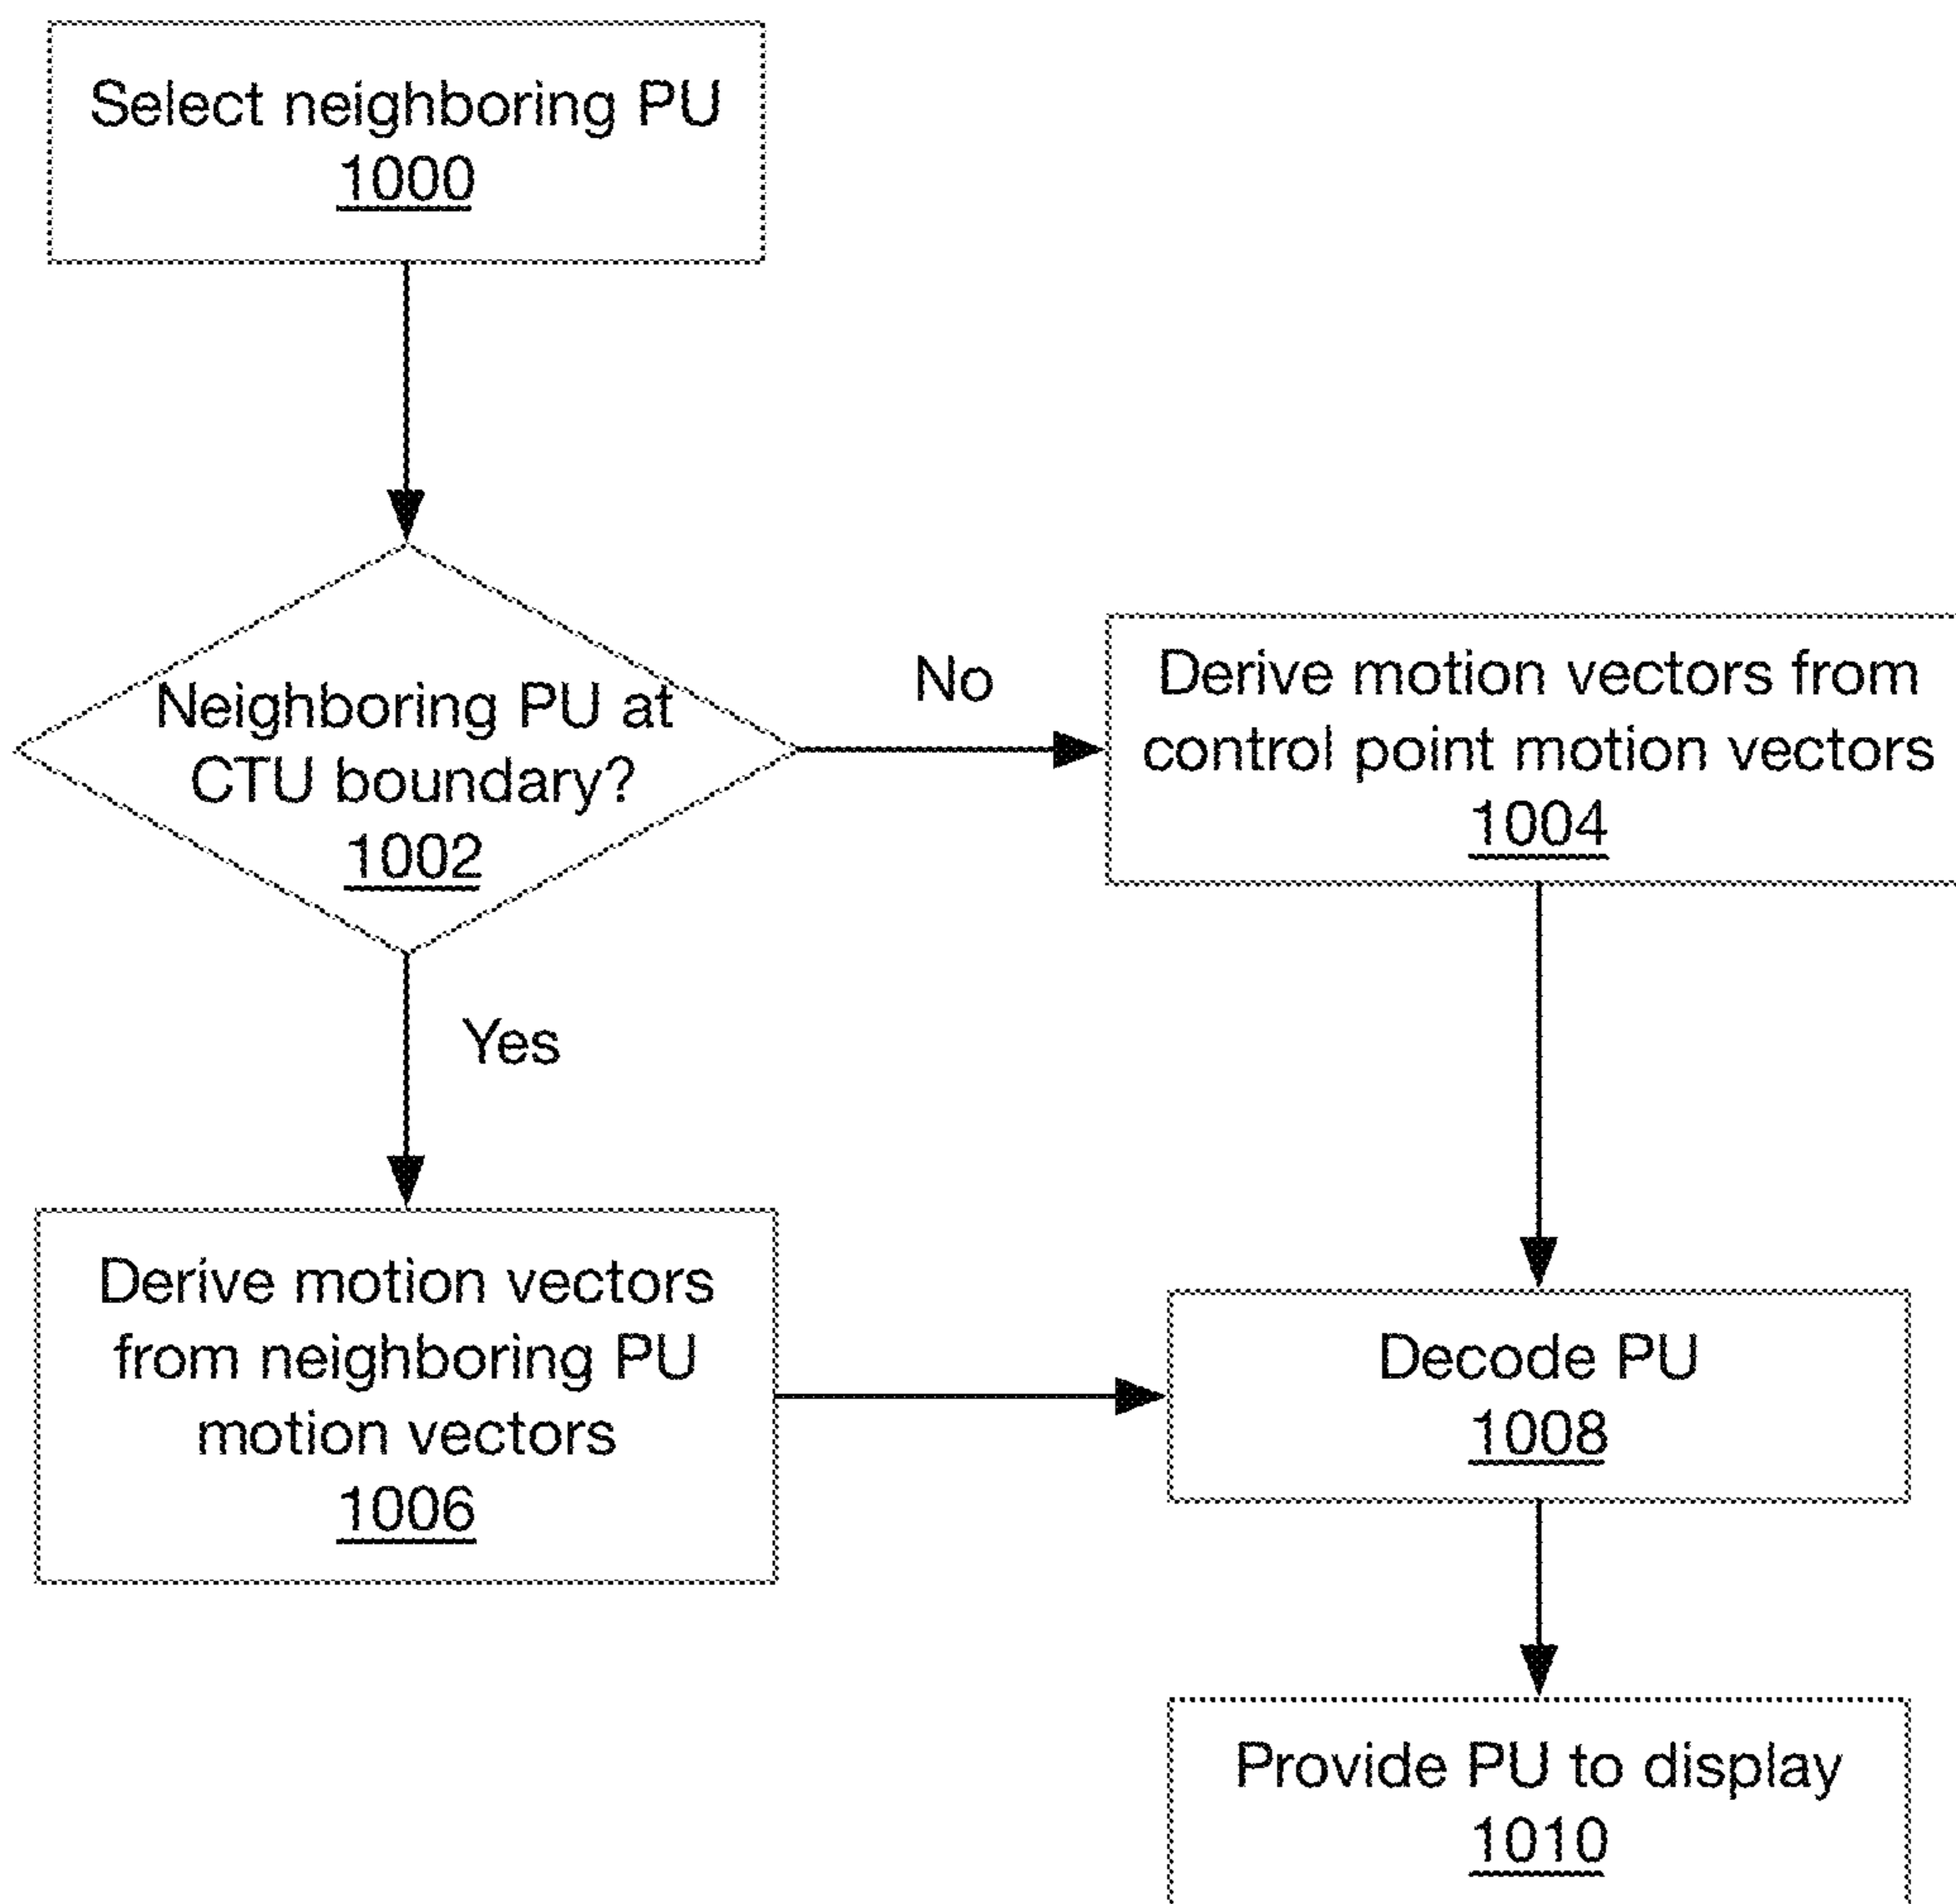 Select neighboring PU
1000
Neighboring PU at
CTU boundary?
1002
No
Derive motion vectors from
control point motion vectors
1004
Yes
Derive motion vectors
from neighboring PU
motion vectors
1006
Decode PU
1008
Provide PU to display
1010